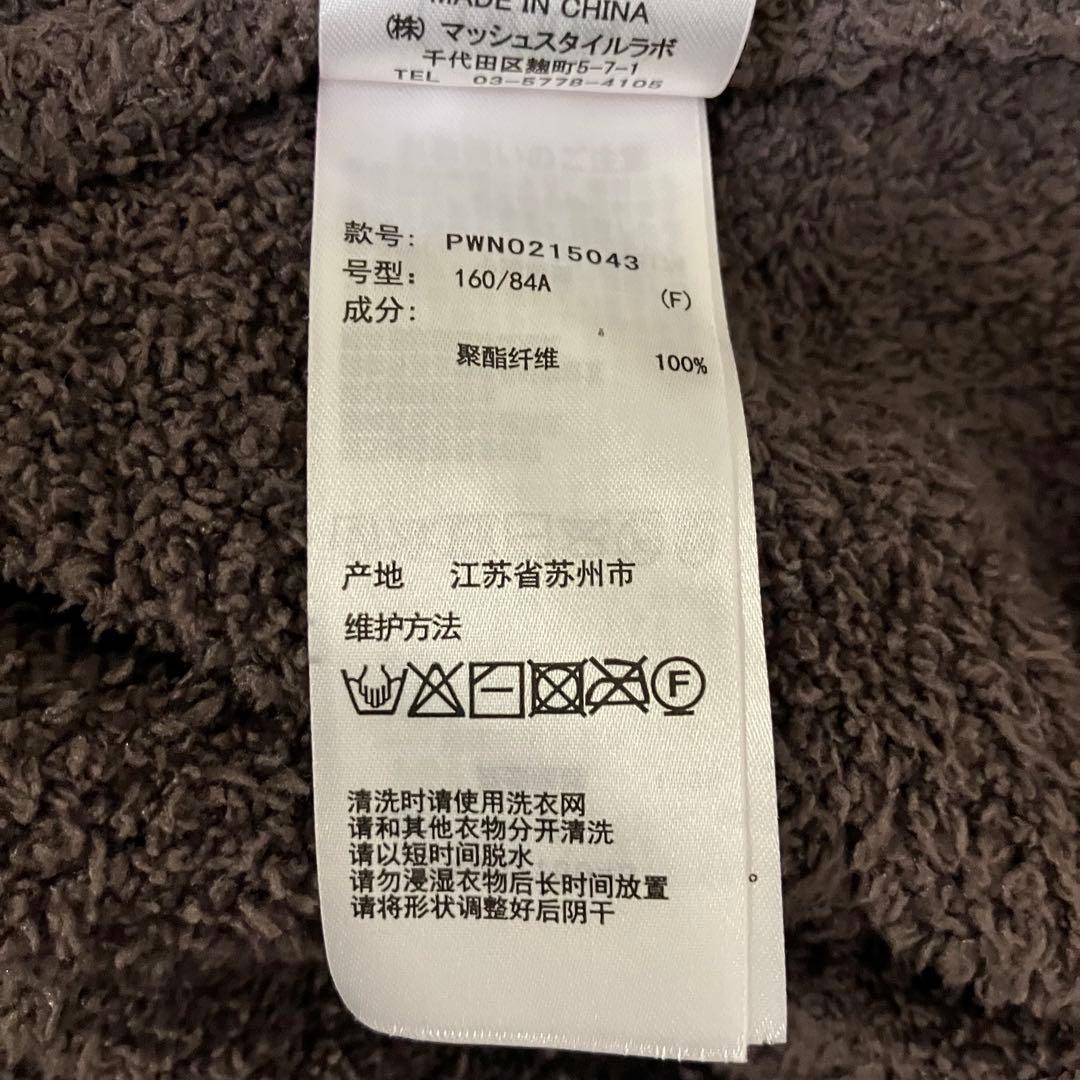 MADE IN CHINA
(株) マッシュスタイルラボ
千代田区麹町5-7-1
TEL 03-5778-4105
款号: PWNO215043
号型: 160/84A (F)
成分:
聚酯纤维 100%
产地 江苏省苏州市
维护方法
F
清洗时请使用洗衣网
请和其他衣物分开清洗
请以短时间脱水
请勿浸湿衣物后长时间放置
请将形状调整好后阴干